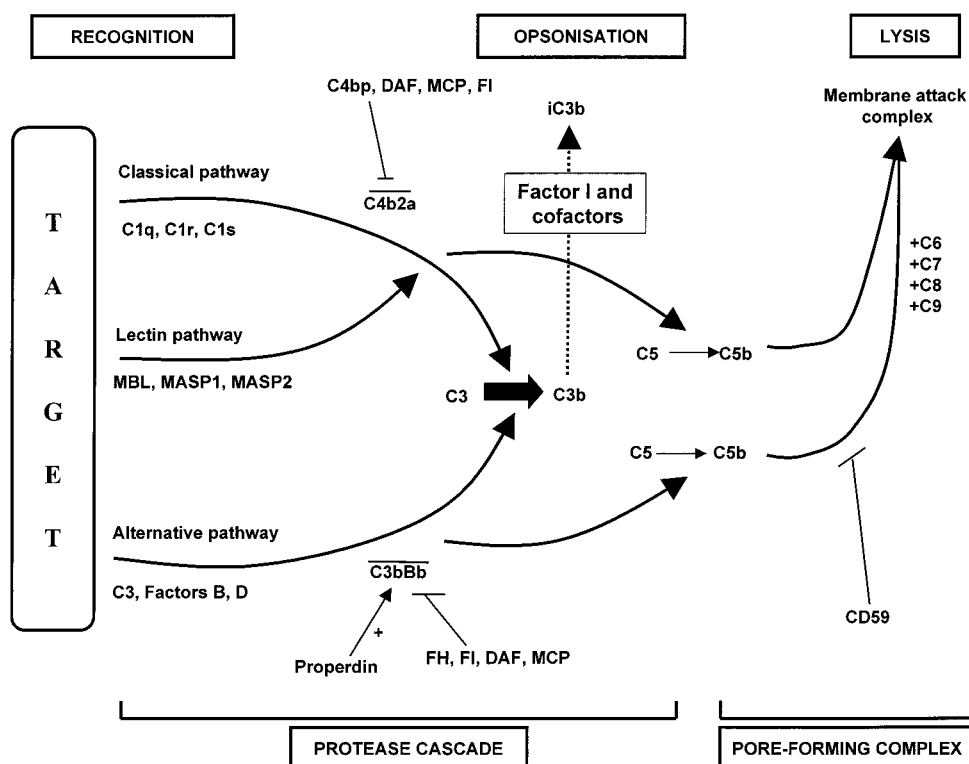 RECOGNITION
OPSONISATION
LYSIS
C4bp, DAF, MCP, FI
iC3b
Membrane attack
complex
Classical pathway
C4b2a
Factor I and
cofactors
C1q, C1r, C1s
+C6
+C7
+C8
+C9
T
A
R
G
E
T
Lectin pathway
MBL, MASP1, MASP2
C5
C5b
C3
C3b
C5
C5b
Alternative pathway
C3bBb
C3, Factors B, D
+
Properdin
FH, FI, DAF, MCP
CD59
PROTEASE CASCADE
PORE-FORMING COMPLEX